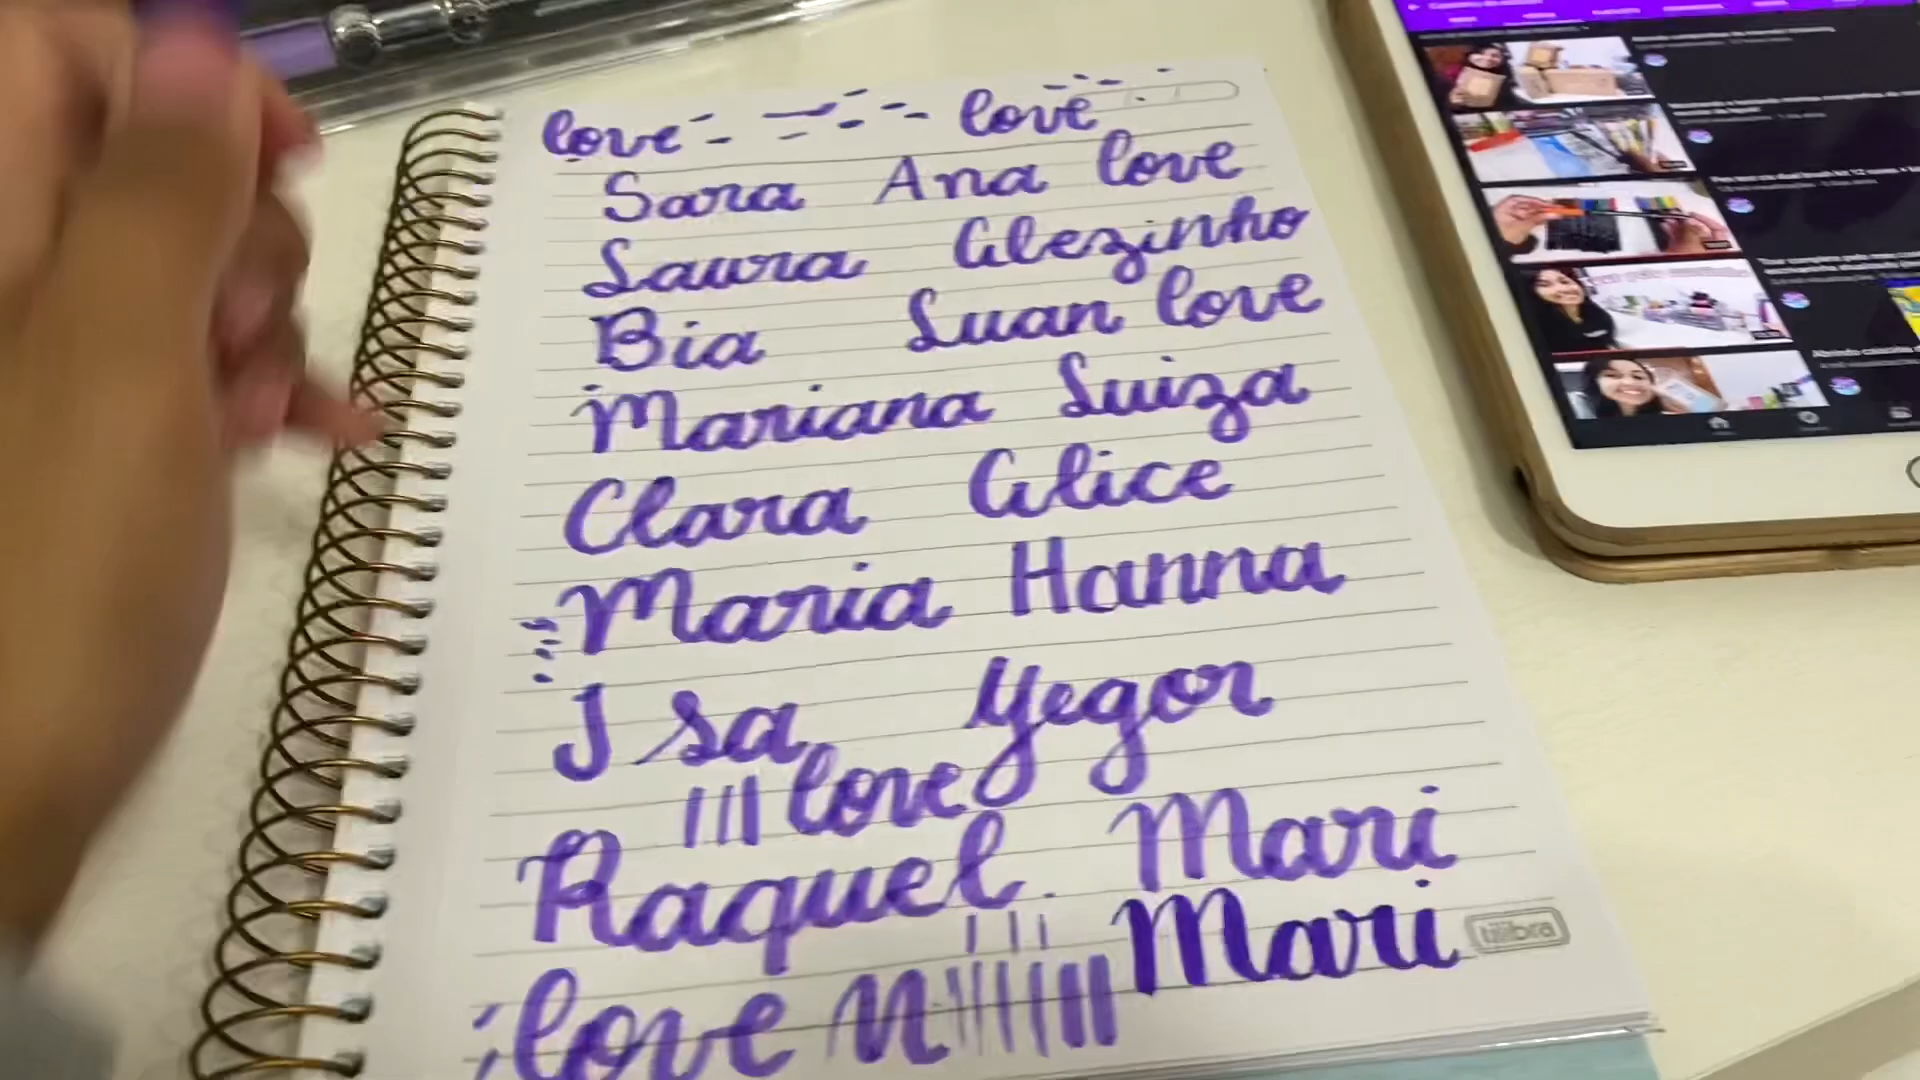 love love
Sara Ana love
Laura Alezinho
Bia Luan love
Mariana Luiza
Clara Alice
Maria Hanna
Isa Yegor
love
Raquel Mari
Mari
tilibra
love